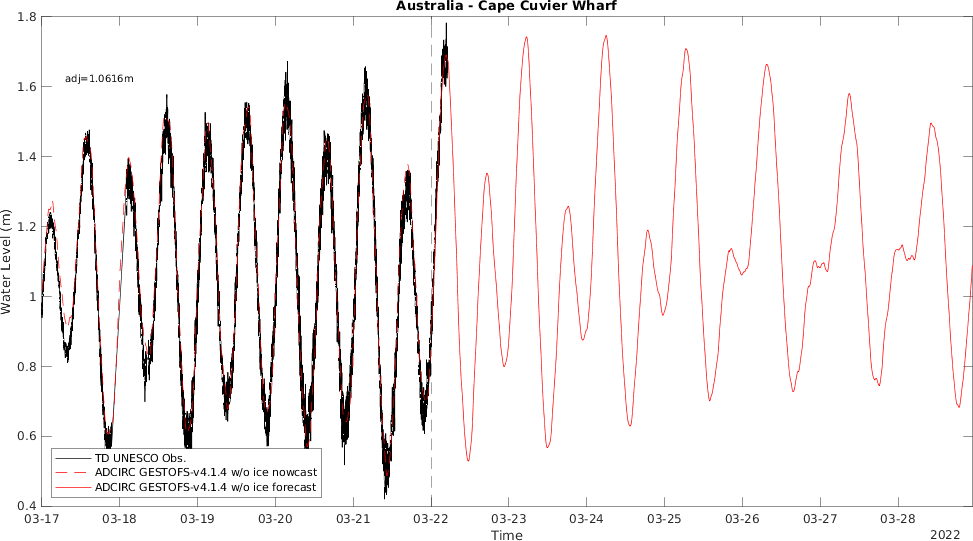 Australia - Cape Cuvier Wharf
1.8
1.6
1.4
1.2
1
0.8
0.6
0.4
Water Level (m)
adj=1.0616m
TD UNESCO Obs.
ADCIRC GESTOFS-v4.1.4 w/o ice nowcast
ADCIRC GESTOFS-v4.1.4 w/o ice forecast
03-17 03-18 03-19 03-20 03-21 03-22 03-23 03-24 03-25 03-26 03-27 03-28
Time
2022